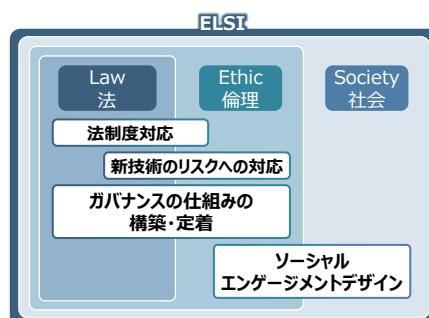 ELSI
Law
法
Ethic
倫理
Society
社会
法制度対応
新技術のリスクへの対応
ガバナンスの仕組みの
構築・定着
ソーシャル
エンゲージメントデザイン